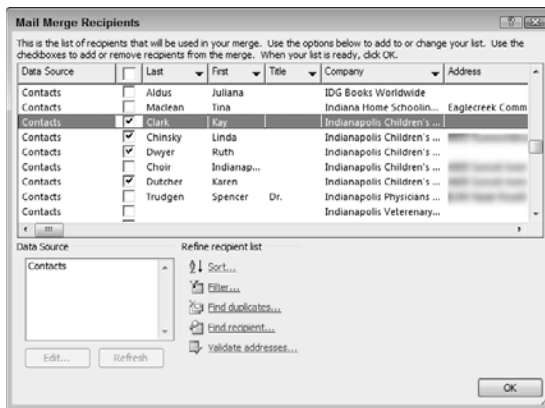 Mail Merge Recipients
This is the list of recipients that will be used in your merge. Use the options below to add to or change your list. Use the
checkboxes to add or remove recipients from the merge. When your list is ready, click OK.
Data Source Last First Title Company Address
Contacts Aldus Juliana IDG Books Worldwide
Contacts Maclean Tina Indiana Home Schoolin... Eaglecreek Comm
Contacts Clark Kay Indianapolis Children's ...
Contacts Chinsky Linda Indianapolis Children's ...
Contacts Dwyer Ruth Indianapolis Children's ...
Contacts Choir Indianap... Indianapolis Children's ...
Contacts Dutcher Karen Indianapolis Children's ...
Contacts Trudgen Spencer Dr. Indianapolis Physicians ...
Contacts Indianapolis Veterenary...
Data Source Refine recipient list
Contacts
Sort...
Filter...
Find duplicates...
Find recipient...
Validate addresses...
Edit... Refresh
OK